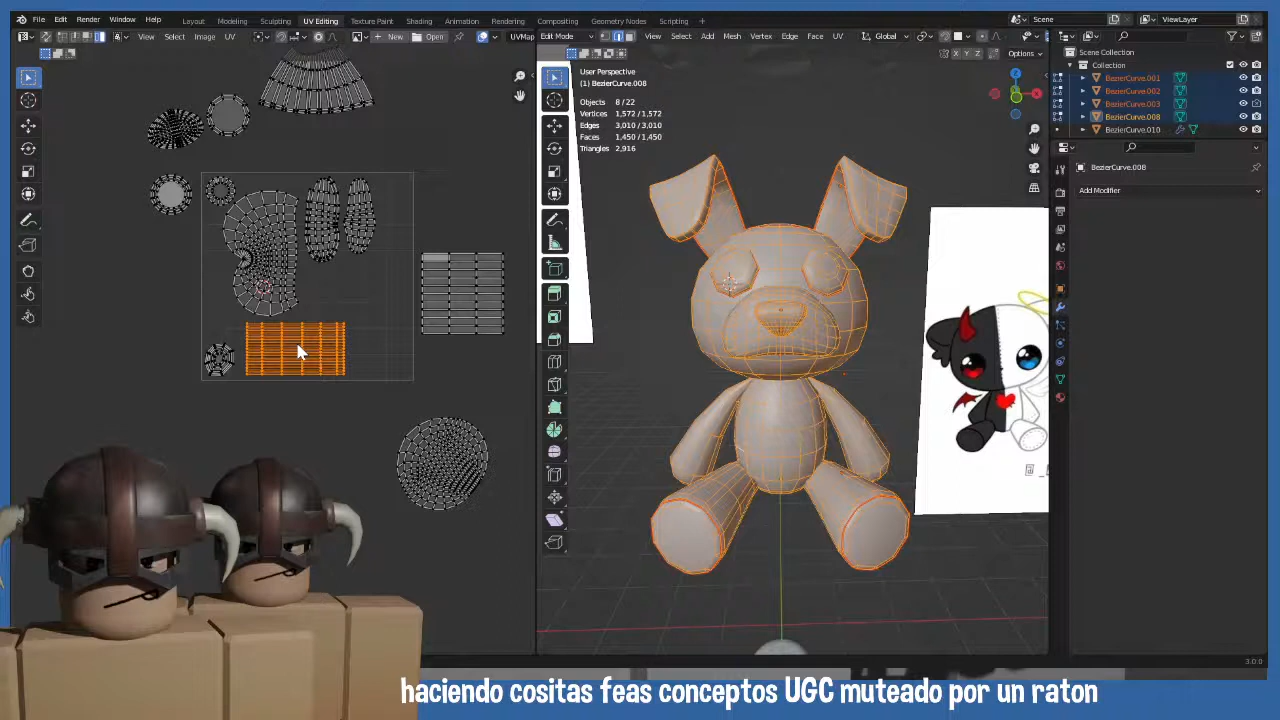 File Edit Render Window Help Layout Modeling Sculpting UV Editing Texture Paint Shading Animation Rendering Compositing Geometry Nodes Scripting + Scene ViewLayer
View Select Image UV New Open UVMap Edit Mode View Select Add Mesh Vertex Edge Face UV Global
X Y Z Options
User Perspective
(1) BezierCurve.008
Objects 8 / 22
Vertices 1,572 / 1,572
Edges 3,010 / 3,010
Faces 1,450 / 1,450
Triangles 2,916
Scene Collection
Collection
BezierCurve.001
BezierCurve.002
BezierCurve.003
BezierCurve.008
BezierCurve.010
BezierCurve.008
Add Modifier
3.0.0
haciendo cositas feas conceptos UGC muteado por un raton